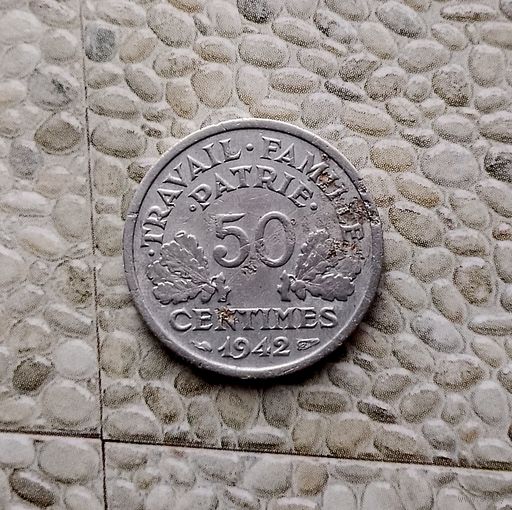 · TRAVAIL · FAMILLE ·
· PATRIE ·
50
CENTIMES
1942